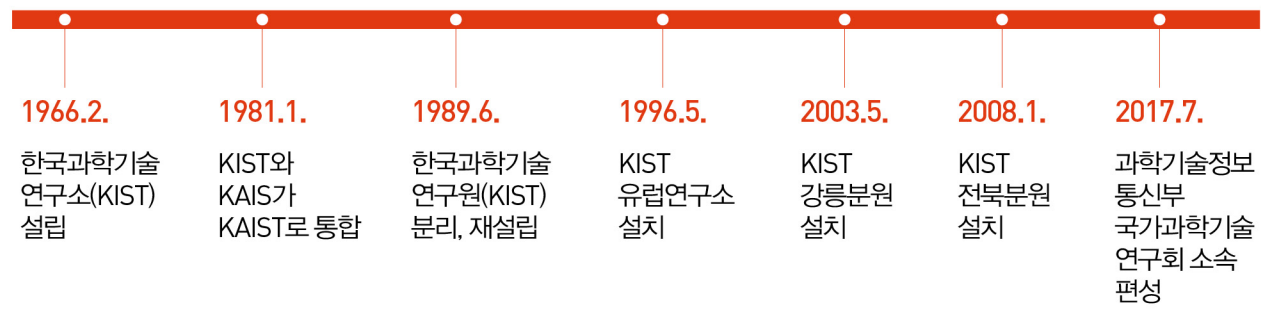 1966.2.
한국과학기술
연구소(KIST)
설립
1981.1.
KIST와
KAIS가
KAIST로 통합
1989.6.
한국과학기술
연구원(KIST)
분리, 재설립
1996.5.
KIST
유럽연구소
설치
2003.5.
KIST
강릉분원
설치
2008.1.
KIST
전북분원
설치
2017.7.
과학기술정보
통신부
국가과학기술
연구회 소속
편성